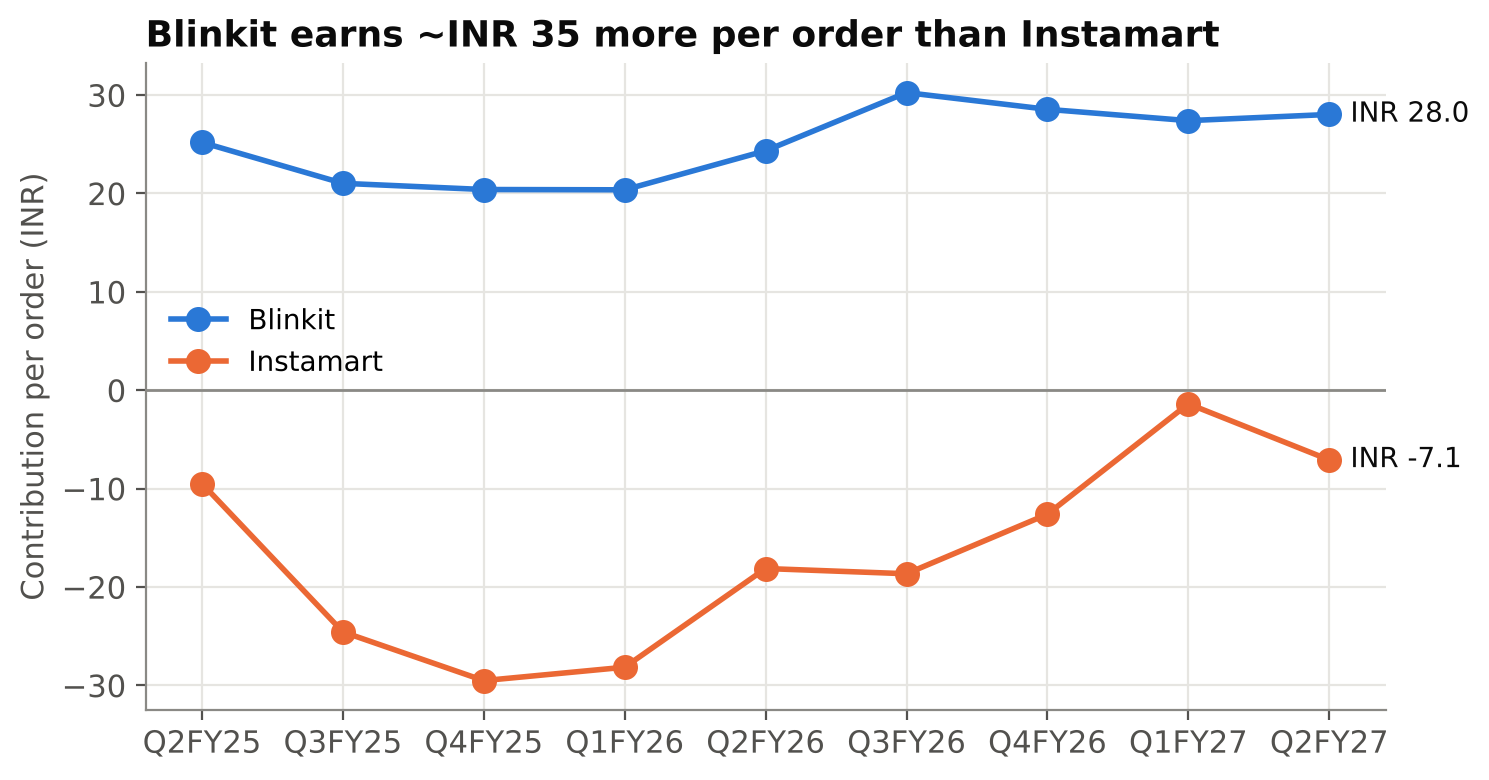 Blinkit earns ~INR 35 more per order than Instamart
Contribution per order (INR)
30
20
10
0
−10
−20
−30
Blinkit
Instamart
INR 28.0
INR -7.1
Q2FY25 Q3FY25 Q4FY25 Q1FY26 Q2FY26 Q3FY26 Q4FY26 Q1FY27 Q2FY27